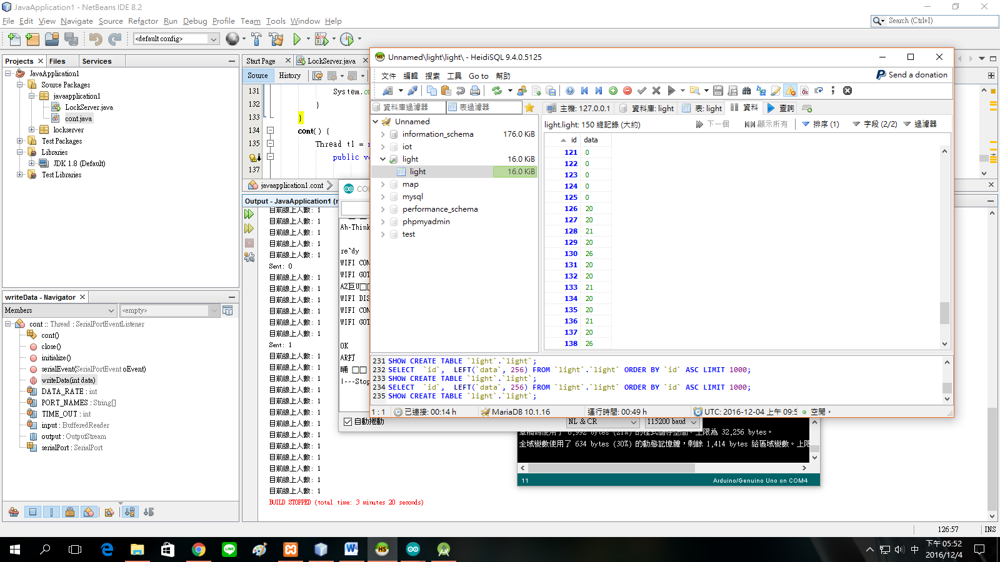 JavaApplication1 - NetBeans IDE 8.2
File Edit View Navigate Source Refactor Run Debug Profile Team Tools Window Help
Search (Ctrl+I)
<default config>
Projects
Files
Services
JavaApplication1
Source Packages
javaapplication1
LockServer.java
cont.java
lockserver
Test Packages
Libraries
JDK 1.8 (Default)
Test Libraries
writeData - Navigator
Members
<empty>
cont :: Thread : SerialPortEventListener
cont()
close()
initialize()
serialEvent(SerialPortEvent oEvent)
writeData(int data)
DATA_RATE : int
PORT_NAMES : String[]
TIME_OUT : int
input : BufferedReader
output : OutputStream
serialPort : SerialPort
Start Page
LockServer.java
Source
History
131 System.ou
132 }
133 }
134 cont() {
135 Thread t1 = n
public vo
137
javaapplication1.cont
Output - JavaApplication1 (r
目前線上人數: 1
目前線上人數: 1
目前線上人數: 1
目前線上人數: 1
目前線上人數: 1
Sent: 0
目前線上人數: 1
目前線上人數: 1
目前線上人數: 1
目前線上人數: 1
目前線上人數: 1
目前線上人數: 1
Sent: 1
目前線上人數: 1
目前線上人數: 1
目前線上人數: 1
目前線上人數: 1
目前線上人數: 1
目前線上人數: 1
目前線上人數: 1
目前線上人數: 1
目前線上人數: 1
目前線上人數: 1
目前線上人數: 1
目前線上人數: 1
目前線上人數: 1
BUILD STOPPED (total time: 3 minutes 20 seconds)
126:57
INS
CO
Ah-Think
re`dy
WIFI CON
WIFI GOT
WIFI DIS
WIFI CON
WIFI GOT
OK
AR打
|---Stop
自動捲動
NL & CR
115200 baud
草稿碼使用了 6,992 bytes (21%) 的程式儲存空間。上限為 32,256 bytes。
全域變數使用了 634 bytes (30%) 的動態記憶體，剩餘 1,414 bytes 給區域變數。上限
11
Arduino/Genuino Uno on COM4
Unnamed\light\light\ - HeidiSQL 9.4.0.5125
文件 編輯 搜索 工具 Go to 幫助
Send a donation
資料庫過濾器
表過濾器
主機: 127.0.0.1
資料庫: light
表: light
資料
查詢
Unnamed
information_schema 176.0 KiB
iot
light 16.0 KiB
light 16.0 KiB
map
mysql
performance_schema
phpmyadmin
test
light.light: 150 總記錄 (大約)
下一個
顯示所有
排序 (1)
字段 (2/2)
過濾器
id data
121 0
122 0
123 0
124 0
125 0
126 20
127 20
128 21
129 20
130 26
131 20
132 20
133 21
134 20
135 20
136 21
137 20
138 26
231 SHOW CREATE TABLE `light`.`light`;
232 SELECT `id`, LEFT(`data`, 256) FROM `light`.`light` ORDER BY `id` ASC LIMIT 1000;
233 SHOW CREATE TABLE `light`.`light`;
234 SELECT `id`, LEFT(`data`, 256) FROM `light`.`light` ORDER BY `id` ASC LIMIT 1000;
235 SHOW CREATE TABLE `light`.`light`;
1 : 1
已連接: 00:14 h
MariaDB 10.1.16
運行時間: 00:49 h
UTC: 2016-12-04 上午 09:5
空閒。
中
下午 05:52
2016/12/4